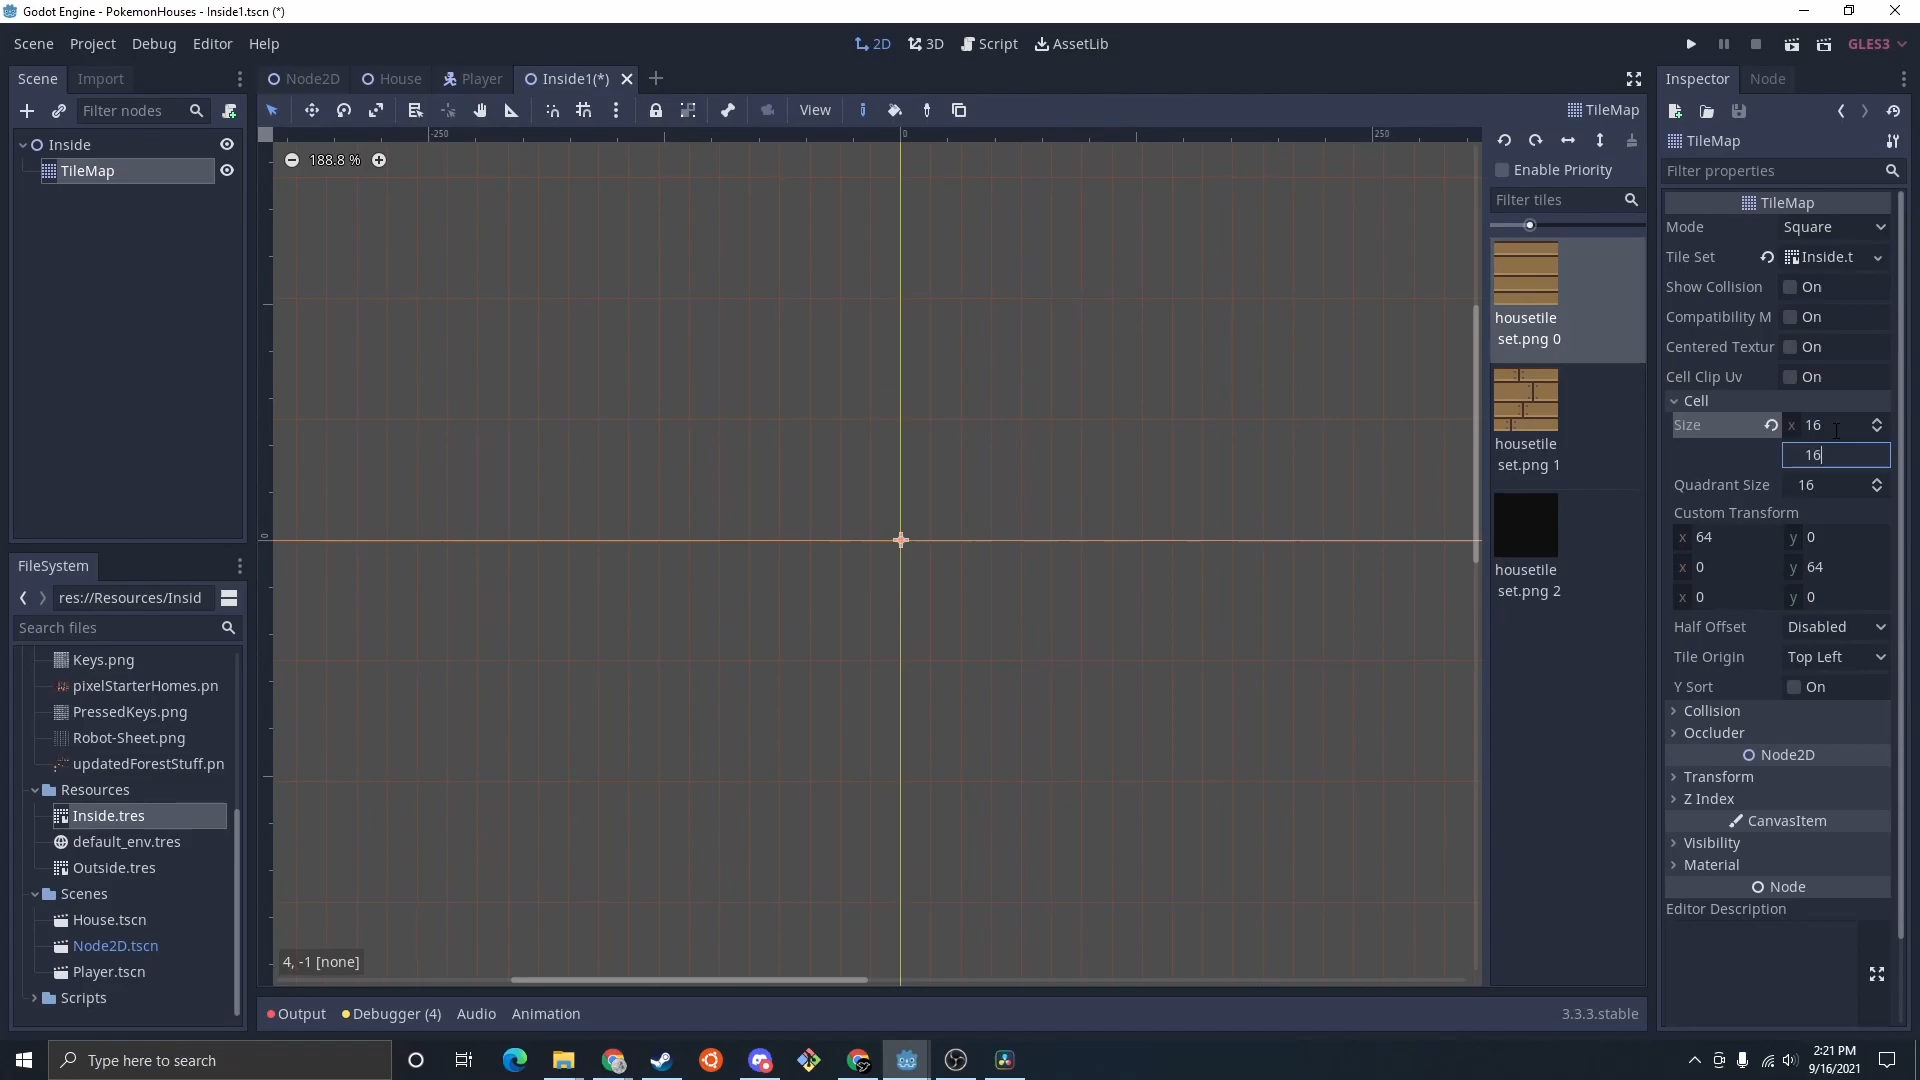 Godot Engine - PokemonHouses - Inside1.tscn (*)
Scene Project Debug Editor Help
2D 3D Script AssetLib
GLES3
Scene Import
Filter nodes
Inside
TileMap
Node2D House Player Inside1(*)
View
TileMap
-250 0 250
188.8 %
0
4, -1 [none]
Enable Priority
Filter tiles
housetile
set.png 0
housetile
set.png 1
housetile
set.png 2
FileSystem
res://Resources/Insid
Search files
Keys.png
pixelStarterHomes.pn
PressedKeys.png
Robot-Sheet.png
updatedForestStuff.pn
Resources
Inside.tres
default_env.tres
Outside.tres
Scenes
House.tscn
Node2D.tscn
Player.tscn
Scripts
Output Debugger (4) Audio Animation
3.3.3.stable
Inspector Node
TileMap
Filter properties
TileMap
Mode Square
Tile Set Inside.t
Show Collision On
Compatibility M On
Centered Textur On
Cell Clip Uv On
Cell
Size x 16
16
Quadrant Size 16
Custom Transform
x 64 y 0
x 0 y 64
x 0 y 0
Half Offset Disabled
Tile Origin Top Left
Y Sort On
Collision
Occluder
Node2D
Transform
Z Index
CanvasItem
Visibility
Material
Node
Editor Description
Type here to search
2:21 PM
9/16/2021